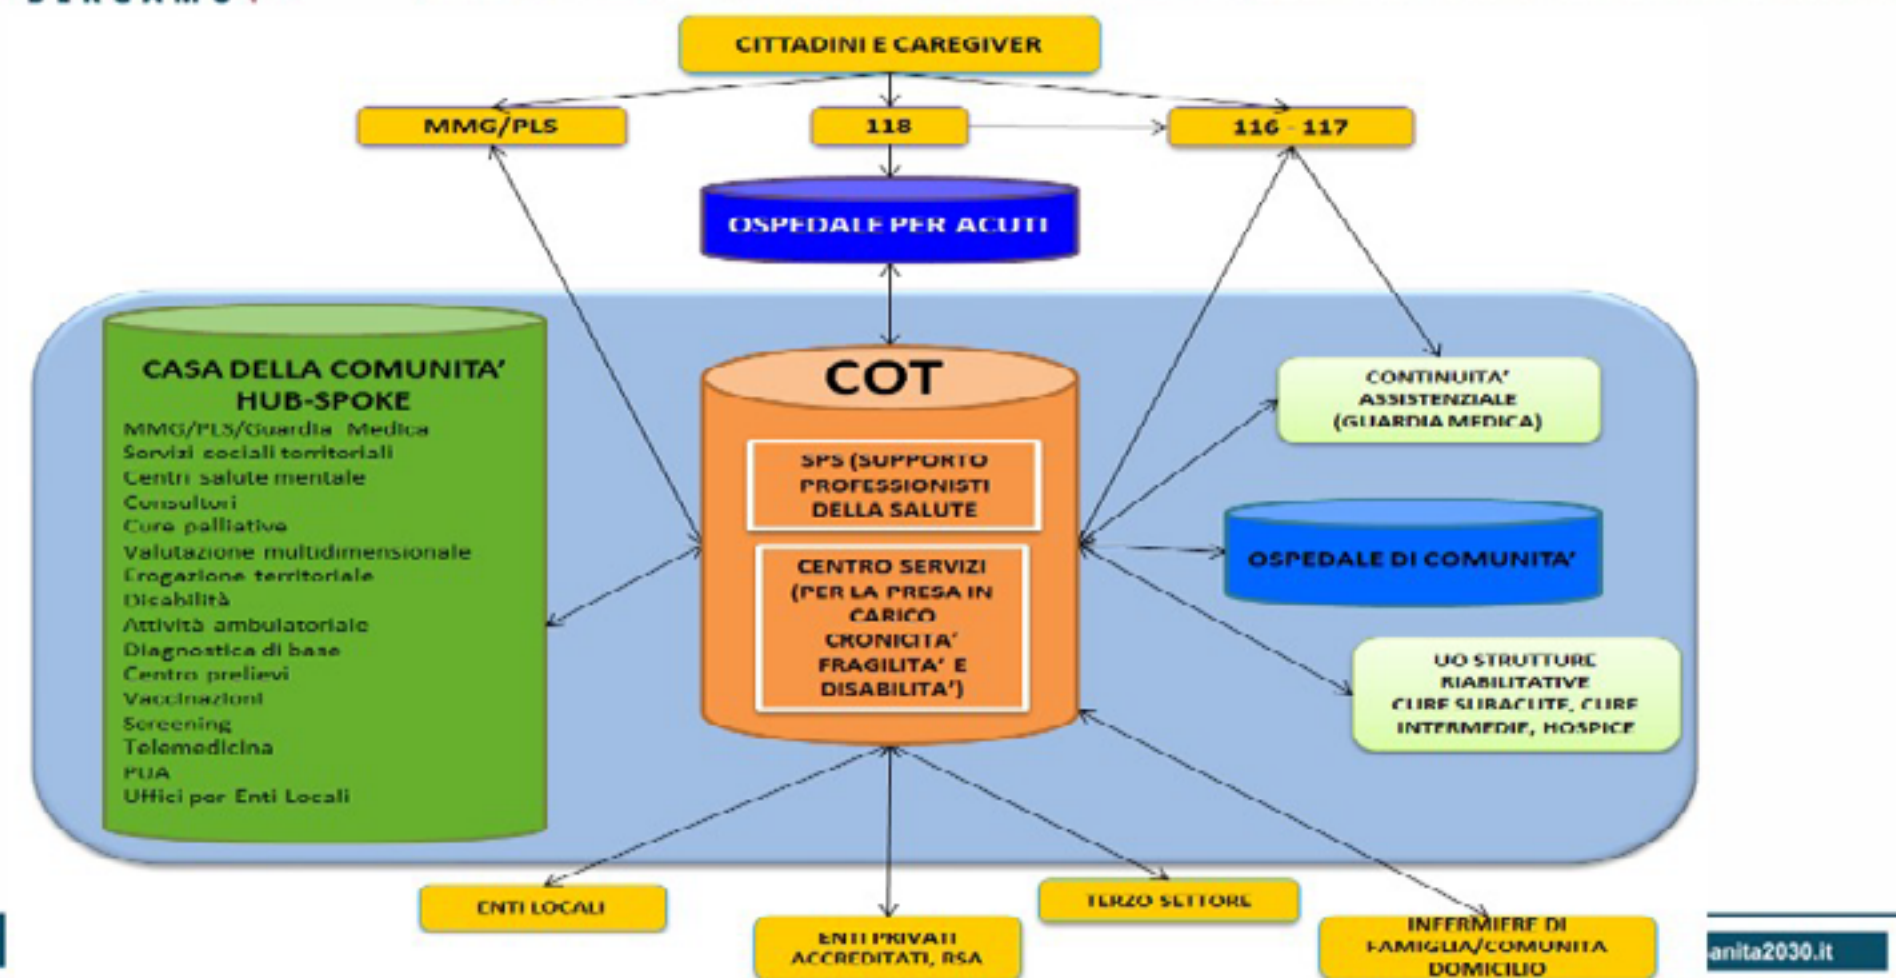 CITTADINI E CAREGIVER
MMG/PLS
118
116 - 117
OSPEDALE PER ACUTI
CASA DELLA COMUNITA'
HUB-SPOKE
MMG/PLS/Guardia Medica
Servizi sociali territoriali
Centri salute mentale
Consultori
Cure palliative
Valutazione multidimensionale
Erogazione territoriale
Disabilità
Attività ambulatoriale
Diagnostica di base
Centro prelievi
Vaccinazioni
Screening
Telemedicina
PUA
Uffici per Enti Locali
COT
SPS (SUPPORTO
PROFESSIONISTI
DELLA SALUTE
CENTRO SERVIZI
(PER LA PRESA IN
CARICO
CRONICITA'
FRAGILITA' E
DISABILITA')
CONTINUITA'
ASSISTENZIALE
(GUARDIA MEDICA)
OSPEDALE DI COMUNITA'
UO STRUTTURE
RIABILITATIVE
CURE SUBACUTE, CURE
INTERMEDIE, HOSPICE
ENTI LOCALI
ENTI PRIVATI
ACCREDITATI, RSA
TERZO SETTORE
INFERMIERE DI
FAMIGLIA/COMUNITA
DOMICILIO
anita2030.it